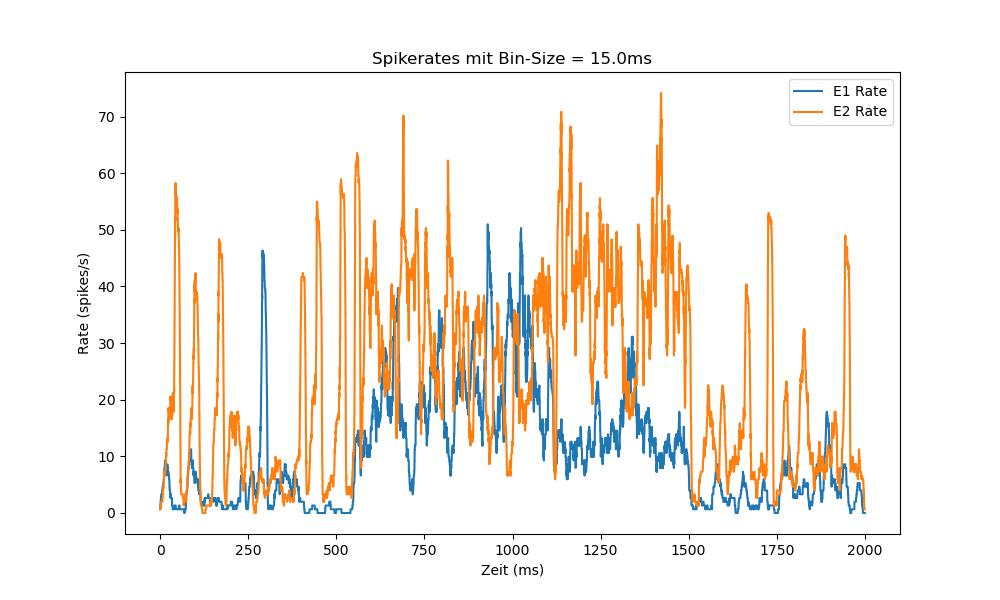 Spikerates mit Bin-Size = 15.0ms
E1 Rate
E2 Rate
70
60
50
40
30
20
10
0
Rate (spikes/s)
0 250 500 750 1000 1250 1500 1750 2000
Zeit (ms)